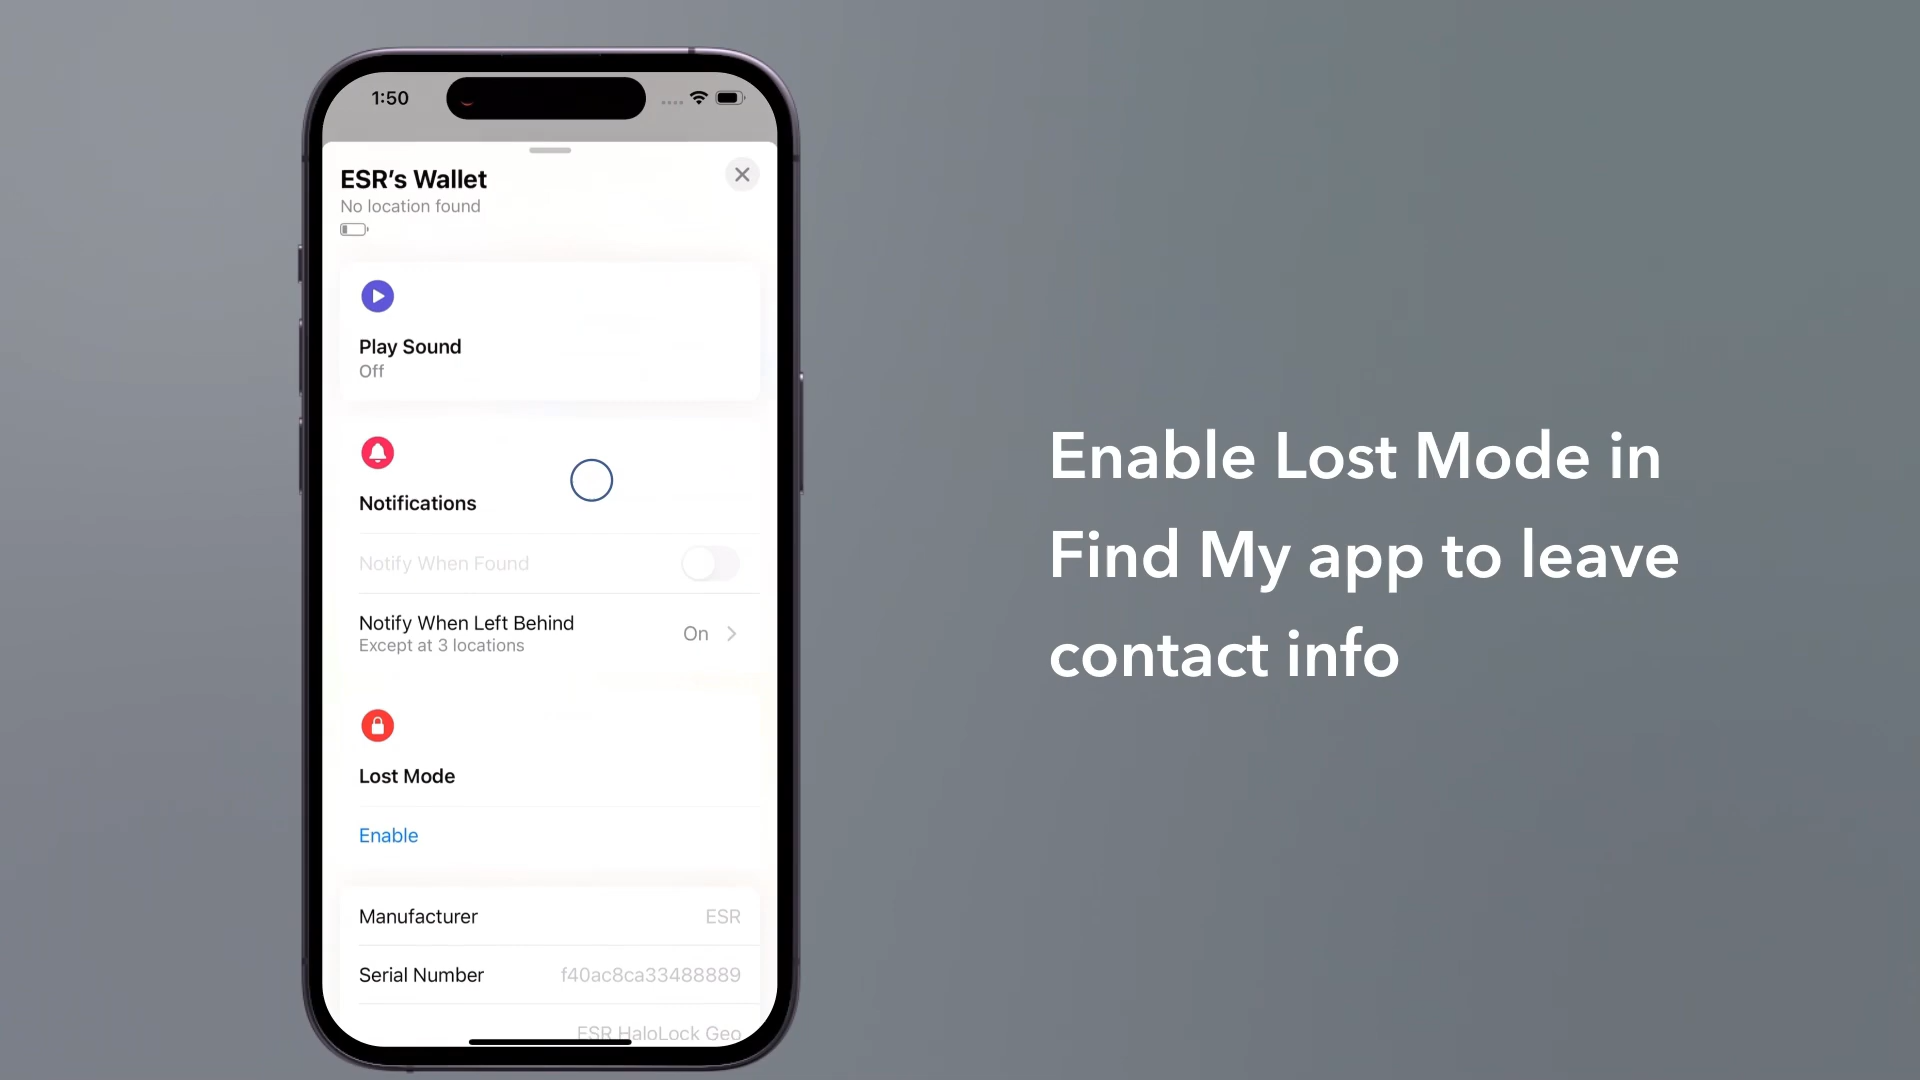 1:50
ESR's Wallet
No location found
Play Sound
Off
Notifications
Notify When Found
Notify When Left Behind
On
Except at 3 locations
Lost Mode
Enable
Manufacturer
ESR
Serial Number
f40ac8ca33488889
ESR HaloLock Geo
Enable Lost Mode in
Find My app to leave
contact info